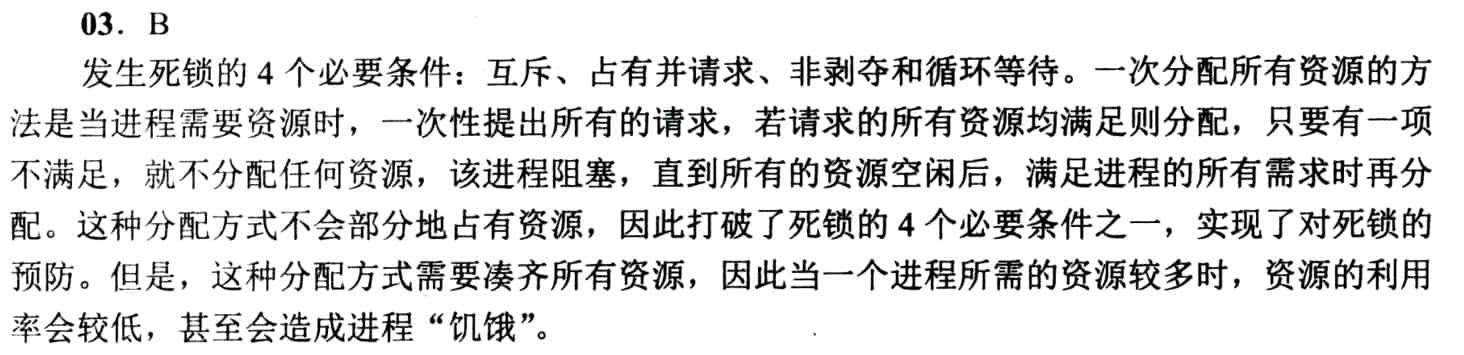 03．B
发生死锁的 4 个必要条件：互斥、占有并请求、非剥夺和循环等待。一次分配所有资源的方
法是当进程需要资源时，一次性提出所有的请求，若请求的所有资源均满足则分配，只要有一项
不满足，就不分配任何资源，该进程阻塞，直到所有的资源空闲后，满足进程的所有需求时再分
配。这种分配方式不会部分地占有资源，因此打破了死锁的 4 个必要条件之一，实现了对死锁的
预防。但是，这种分配方式需要凑齐所有资源，因此当一个进程所需的资源较多时，资源的利用
率会较低，甚至会造成进程“饥饿”。